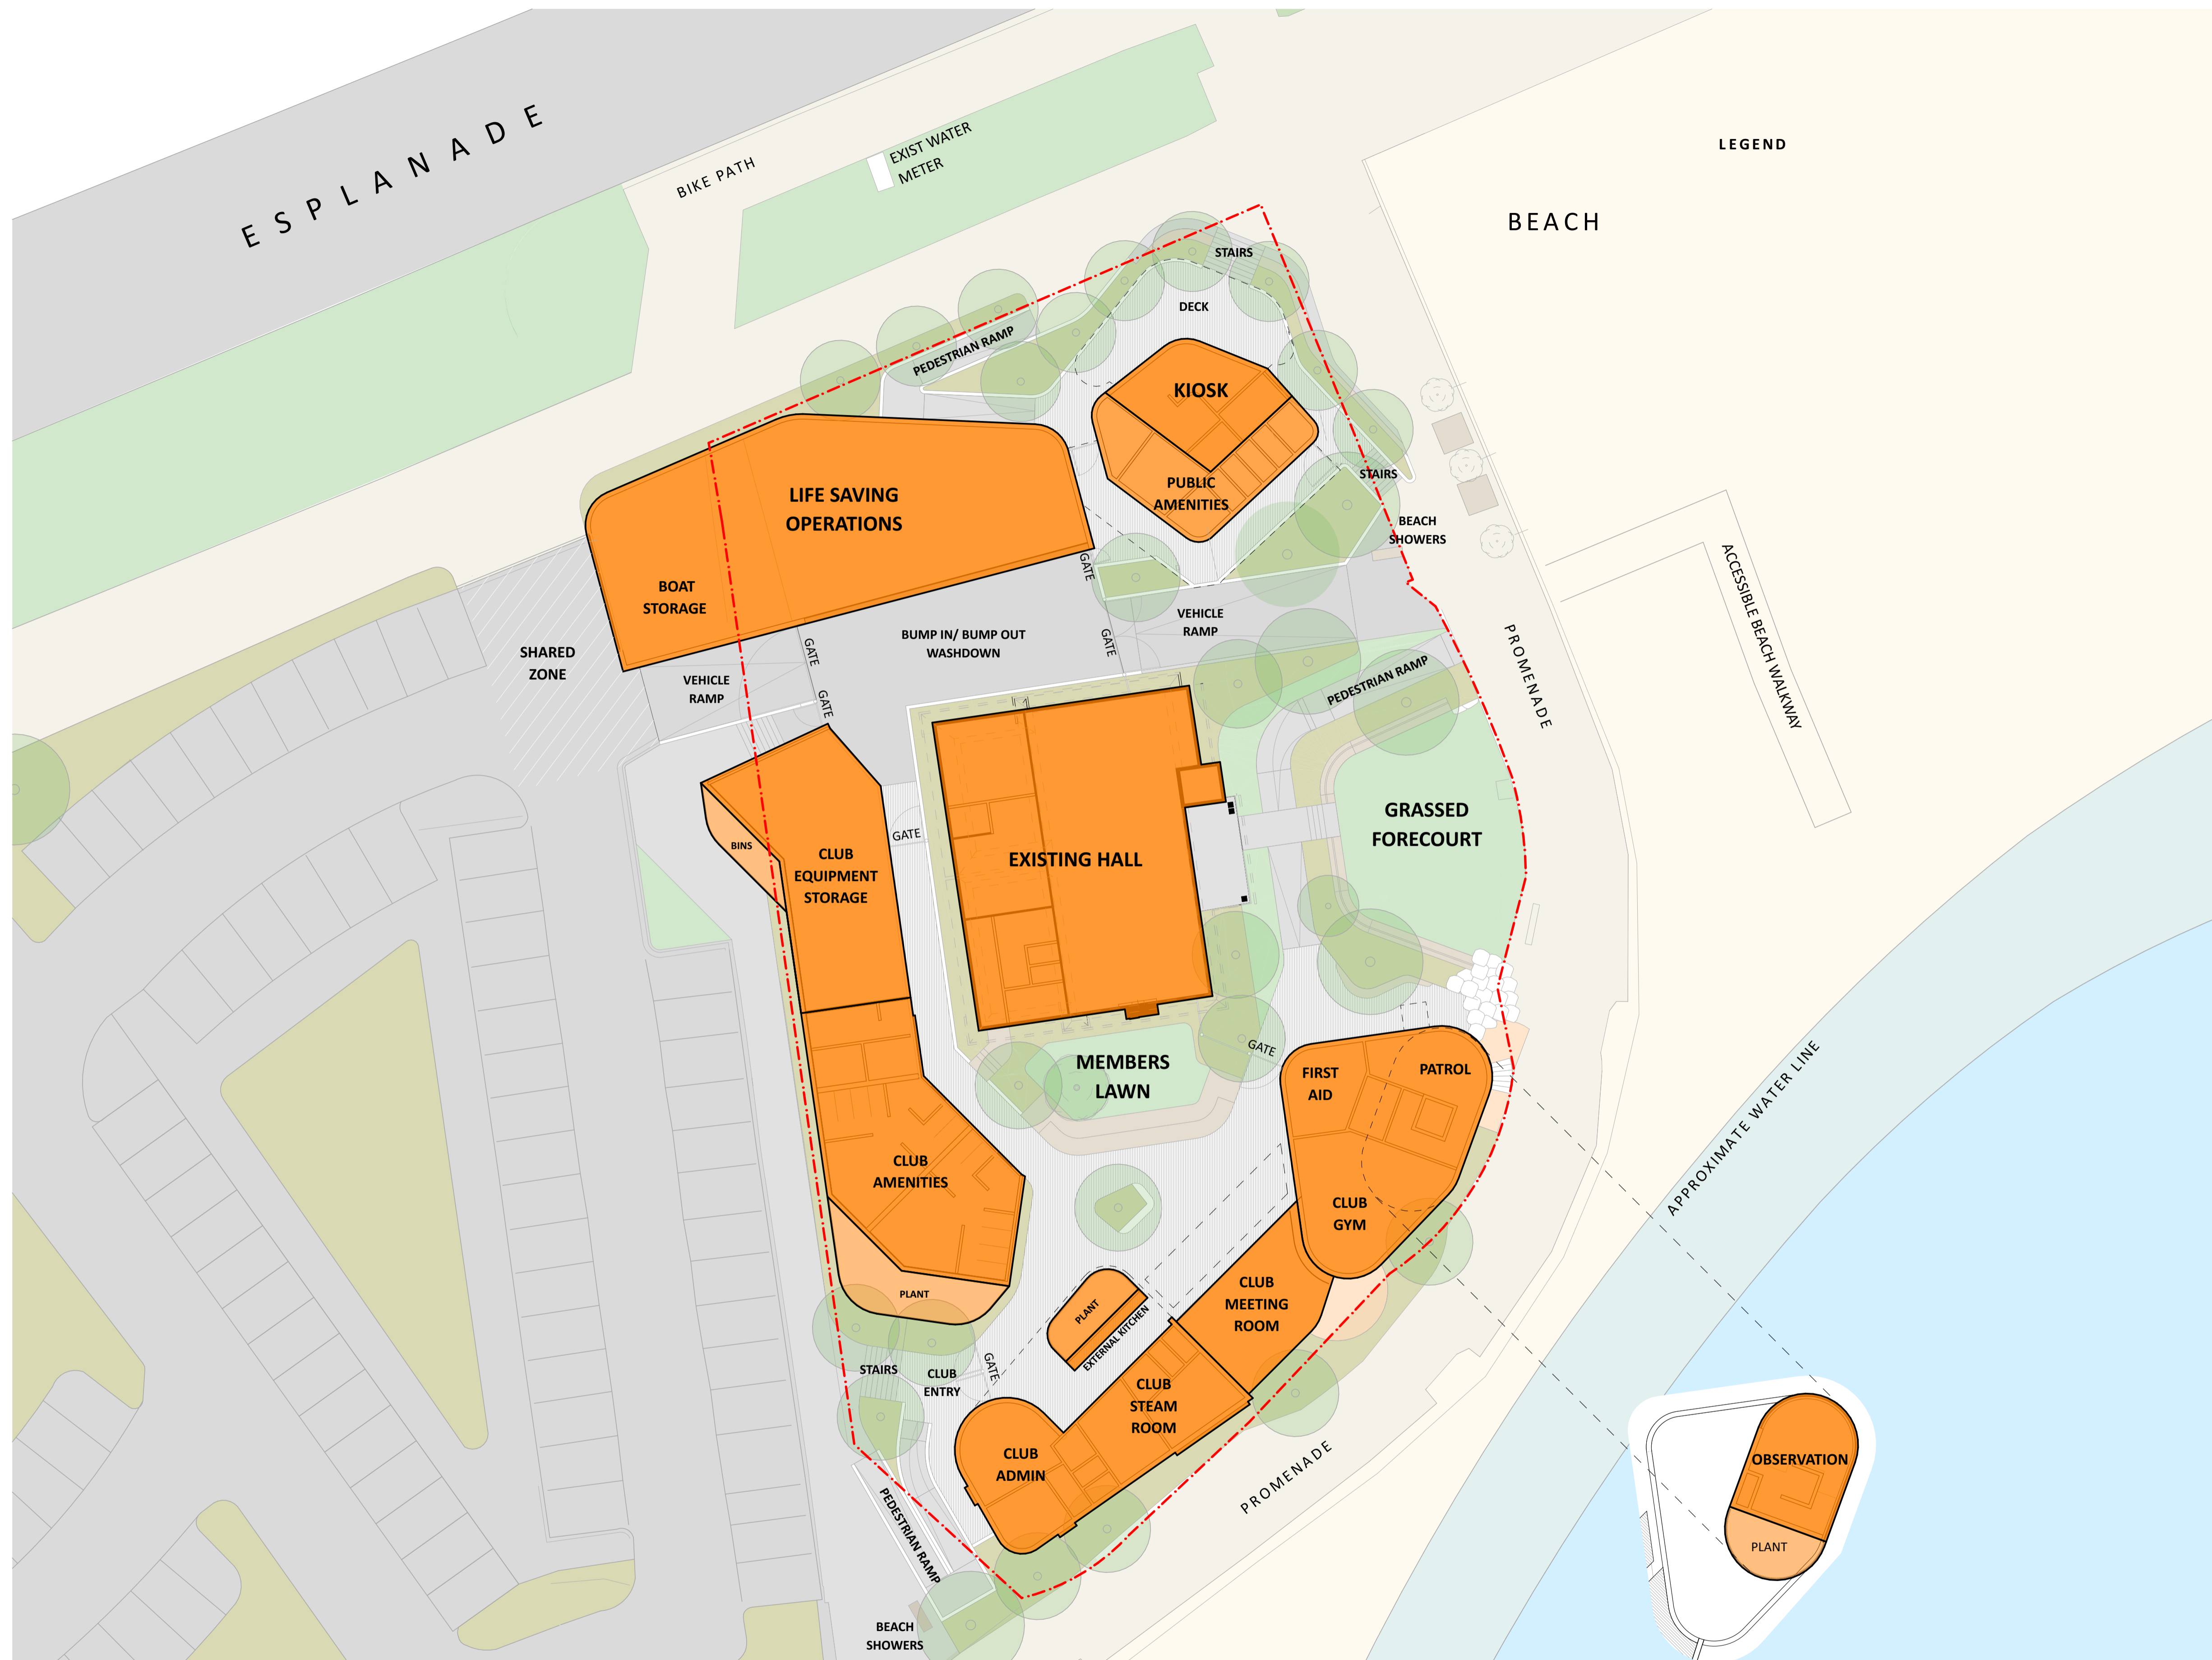 ESPLANADE
BIKE PATH
EXIST WATER
METER
LEGEND
BEACH
STAIRS
DECK
PEDESTRIAN RAMP
KIOSK
PUBLIC
AMENITIES
STAIRS
BEACH
SHOWERS
LIFE SAVING
OPERATIONS
BOAT
STORAGE
GATE
SHARED
ZONE
VEHICLE
RAMP
GATE
GATE
BUMP IN/ BUMP OUT
WASHDOWN
GATE
VEHICLE
RAMP
PEDESTRIAN RAMP
PROMENADE
ACCESSIBLE BEACH WALKWAY
BINS
CLUB
EQUIPMENT
STORAGE
GATE
EXISTING HALL
GRASSED
FORECOURT
MEMBERS
LAWN
GATE
FIRST
AID
PATROL
CLUB
GYM
APPROXIMATE WATER LINE
CLUB
AMENITIES
PLANT
PLANT
EXTERNAL KITCHEN
CLUB
MEETING
ROOM
STAIRS
CLUB
ENTRY
GATE
CLUB
STEAM
ROOM
CLUB
ADMIN
PROMENADE
PEDESTRIAN RAMP
BEACH
SHOWERS
OBSERVATION
PLANT